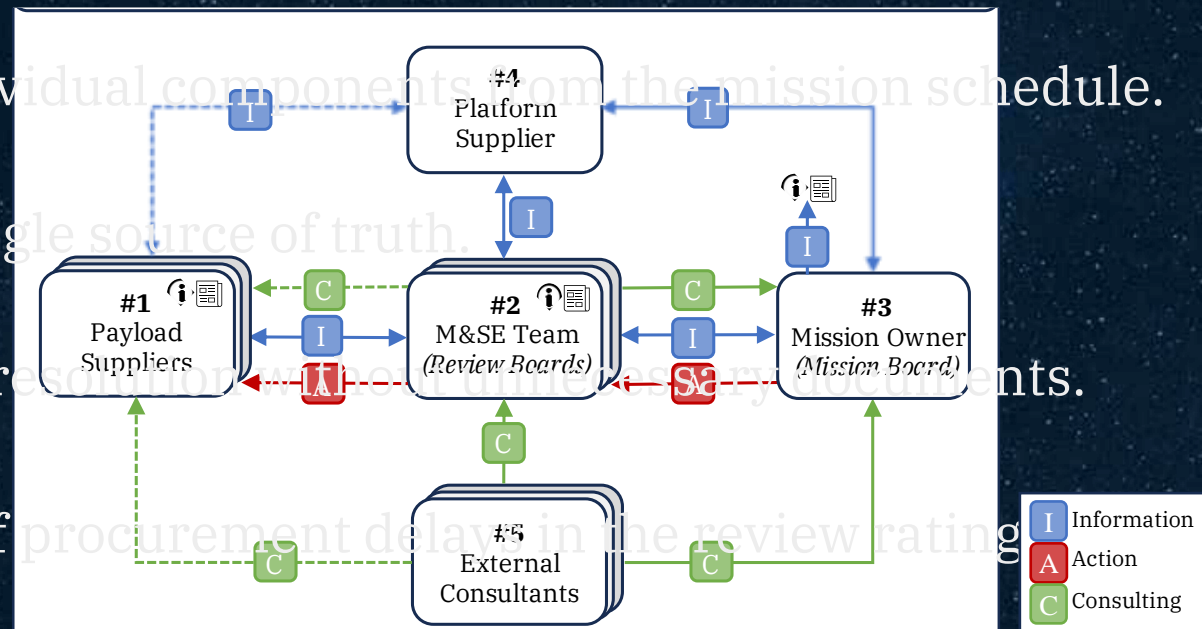 #4
Platform
Supplier
vidual components from the mission schedule.
I
I
I
gle source of truth.
I
#1
Payload
Suppliers
C
I
A
#2
M&SE Team
(Review Boards)
C
I
A
#3
Mission Owner
(Mission Board)
resolution without unnecessary documents.
C
#5
External
Consultants
f procurement delays in the review rating
C
C
I Information
A Action
C Consulting